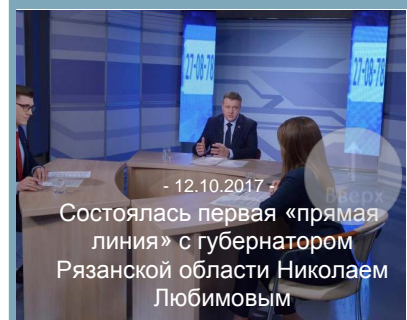 27-08-78
27-08-78
- 12.10.2017 -
Вверх
Состоялась первая «прямая
линия» с губернатором
Рязанской области Николаем
Любимовым